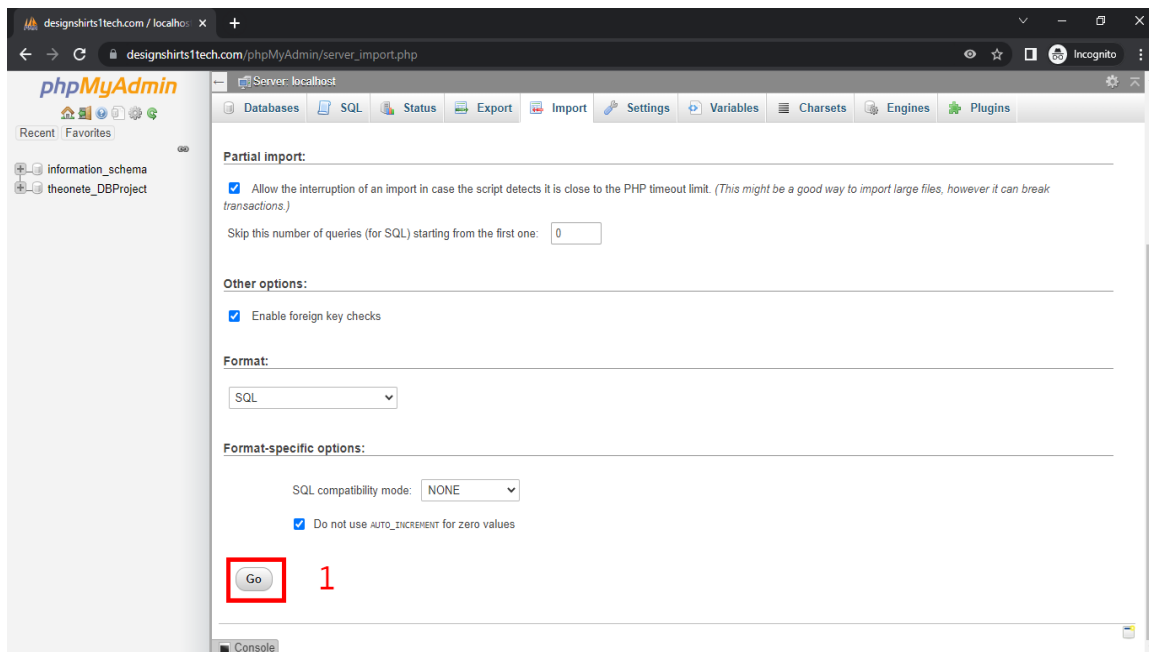 designshirts1tech.com / localhos
designshirts1tech.com/phpMyAdmin/server_import.php
Incognito
phpMyAdmin
Recent Favorites
information_schema
theonete_DBProject
Server: localhost
Databases SQL Status Export Import Settings Variables Charsets Engines Plugins
Partial import:
Allow the interruption of an import in case the script detects it is close to the PHP timeout limit. (This might be a good way to import large files, however it can break
transactions.)
Skip this number of queries (for SQL) starting from the first one: 0
Other options:
Enable foreign key checks
Format:
SQL
Format-specific options:
SQL compatibility mode: NONE
Do not use AUTO_INCREMENT for zero values
Go 1
Console